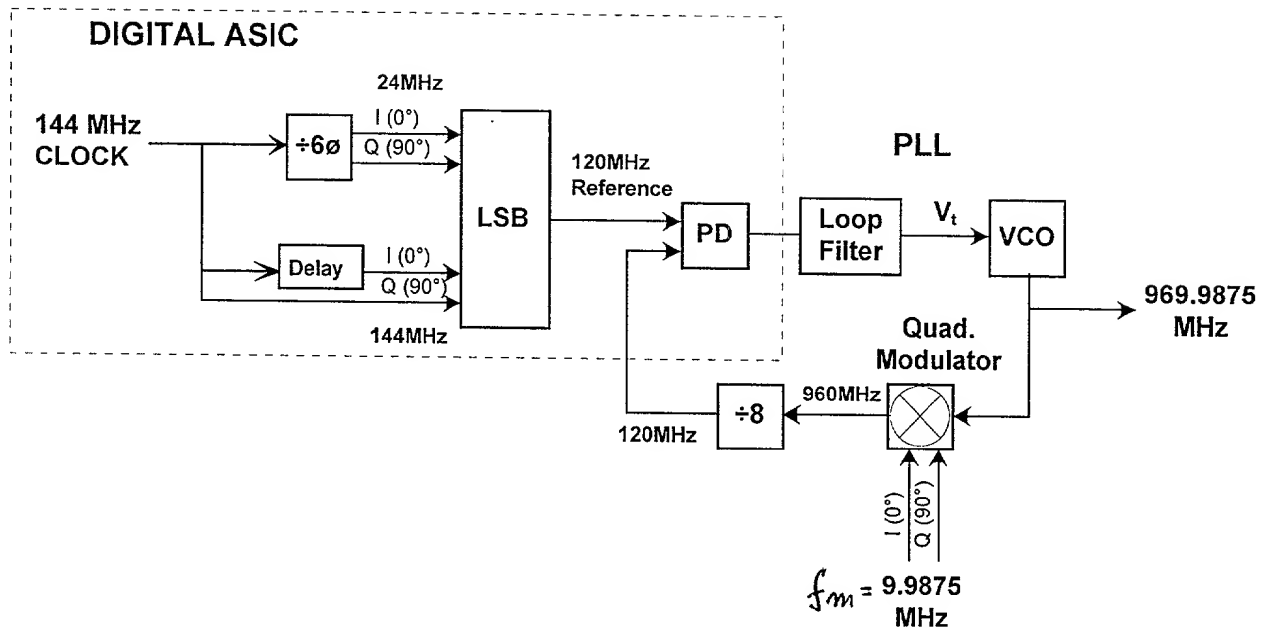 DIGITAL ASIC
24MHz
144 MHz
CLOCK
÷6ø
I (0°)
Q (90°)
LSB
120MHz
Reference
PLL
PD
Loop
Filter
Vt
VCO
Delay
I (0°)
Q (90°)
144MHz
969.9875
MHz
Quad.
Modulator
960MHz
÷8
120MHz
I (0°)
Q (90°)
fm = 9.9875
MHz